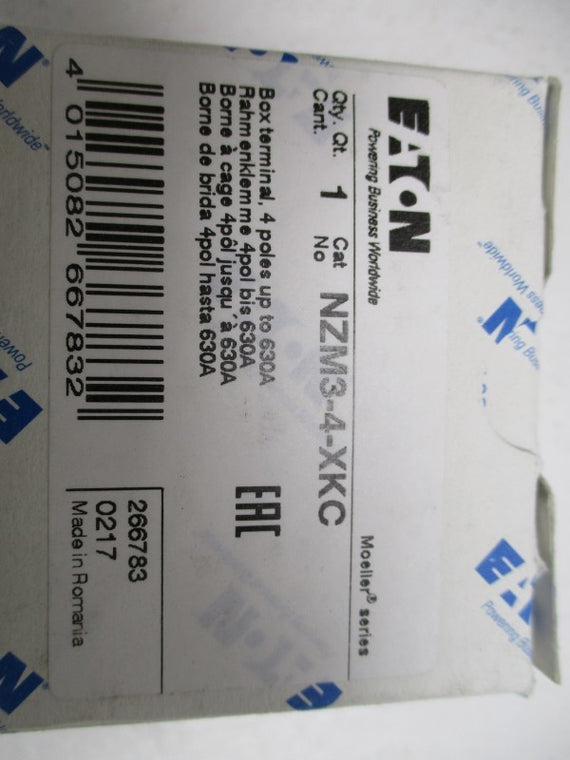 EATON
Powering Business Worldwide
Moeller® series
Qty. Qt. 1 Cat NZM3-4-XKC
Cant. No
Box terminal, 4 poles up to 630A
Rahmenklemme 4pol bis 630A
Borne à cage 4pôl jusqu'à 630A
Borne de brida 4pol hasta 630A
EAC
4 015082 667832
266783
0217
Made in Romania